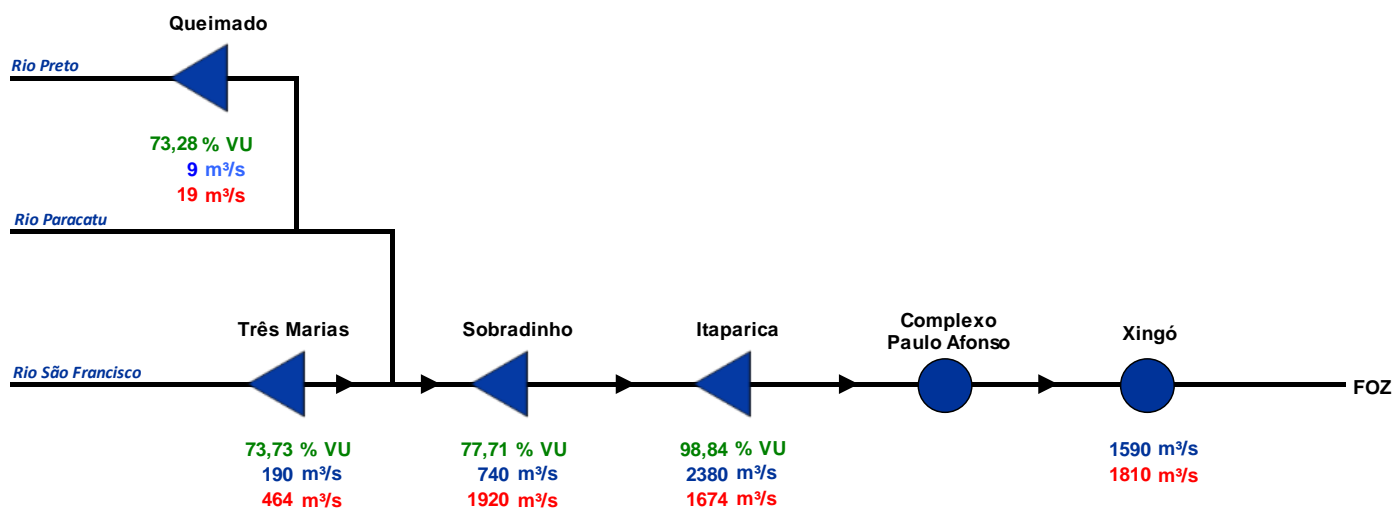 Queimado
Rio Preto
73,28 % VU
9 m³/s
19 m³/s
Rio Paracatu
Três Marias
Sobradinho
Itaparica
Complexo
Paulo Afonso
Xingó
Rio São Francisco
FOZ
73,73 % VU
190 m³/s
464 m³/s
77,71 % VU
740 m³/s
1920 m³/s
98,84 % VU
2380 m³/s
1674 m³/s
1590 m³/s
1810 m³/s